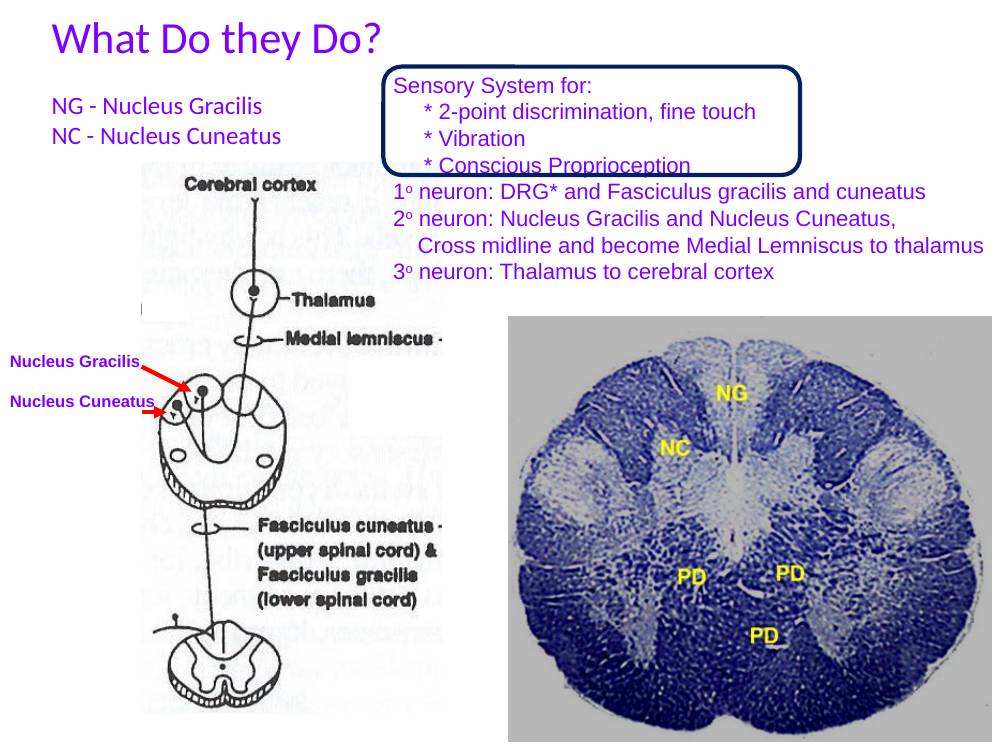 What Do they Do?
NG - Nucleus Gracilis
NC - Nucleus Cuneatus
Sensory System for:
* 2-point discrimination, fine touch
* Vibration
* Conscious Proprioception
1º neuron: DRG* and Fasciculus gracilis and cuneatus
2º neuron: Nucleus Gracilis and Nucleus Cuneatus,
Cross midline and become Medial Lemniscus to thalamus
3º neuron: Thalamus to cerebral cortex
Cerebral cortex
Thalamus
Medial lemniscus -
Nucleus Gracilis
Nucleus Cuneatus
Fasciculus cuneatus -
(upper spinal cord) &
Fasciculus gracilis
(lower spinal cord)
NG
NC
PD
PD
PD